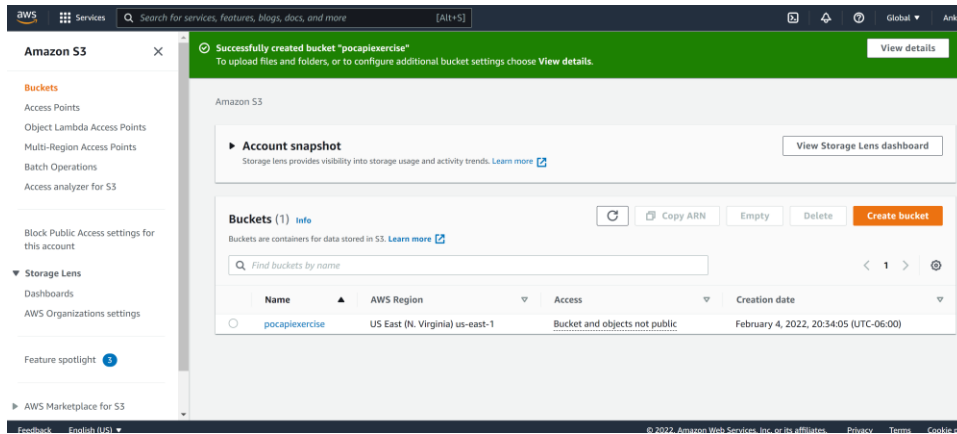 aws
Services
Search for services, features, blogs, docs, and more
[Alt+S]
Global
Ank
Amazon S3
Buckets
Access Points
Object Lambda Access Points
Multi-Region Access Points
Batch Operations
Access analyzer for S3
Block Public Access settings for
this account
Storage Lens
Dashboards
AWS Organizations settings
Feature spotlight 3
AWS Marketplace for S3
Successfully created bucket "pocapiexercise"
To upload files and folders, or to configure additional bucket settings choose View details.
View details
Amazon S3
Account snapshot
Storage lens provides visibility into storage usage and activity trends. Learn more
View Storage Lens dashboard
Buckets (1) Info
Buckets are containers for data stored in S3. Learn more
Copy ARN
Empty
Delete
Create bucket
Find buckets by name
1
Name AWS Region Access Creation date
pocapiexercise US East (N. Virginia) us-east-1 Bucket and objects not public February 4, 2022, 20:34:05 (UTC-06:00)
Feedback English (US) © 2022, Amazon Web Services, Inc. or its affiliates. Privacy Terms Cookie p